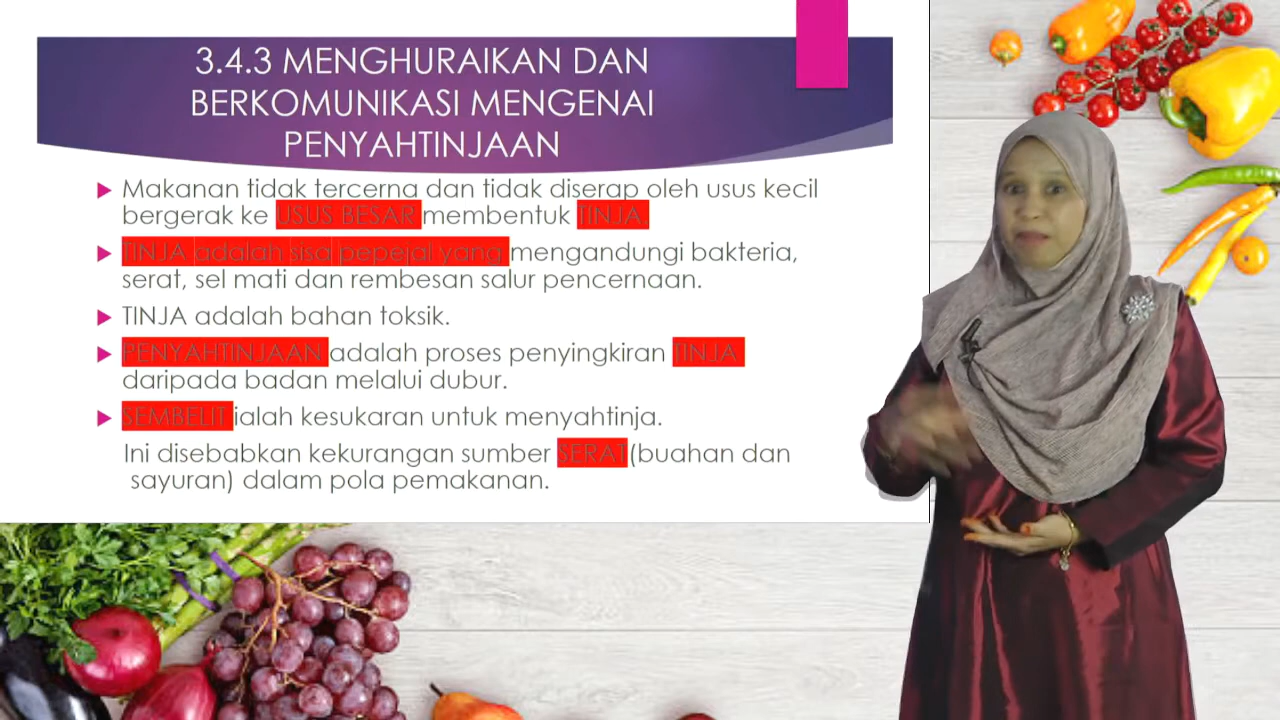 3.4.3 MENGHURAIKAN DAN
BERKOMUNIKASI MENGENAI
PENYAHTINJAAN
Makanan tidak tercerna dan tidak diserap oleh usus kecil
bergerak ke USUS BESAR membentuk TINJA.
TINJA adalah sisa pepejal yang mengandungi bakteria,
serat, sel mati dan rembesan salur pencernaan.
TINJA adalah bahan toksik.
PENYAHTINJAAN adalah proses penyingkiran TINJA
daripada badan melalui dubur.
SEMBELIT ialah kesukaran untuk menyahtinja.
Ini disebabkan kekurangan sumber SERAT(buahan dan
sayuran) dalam pola pemakanan.